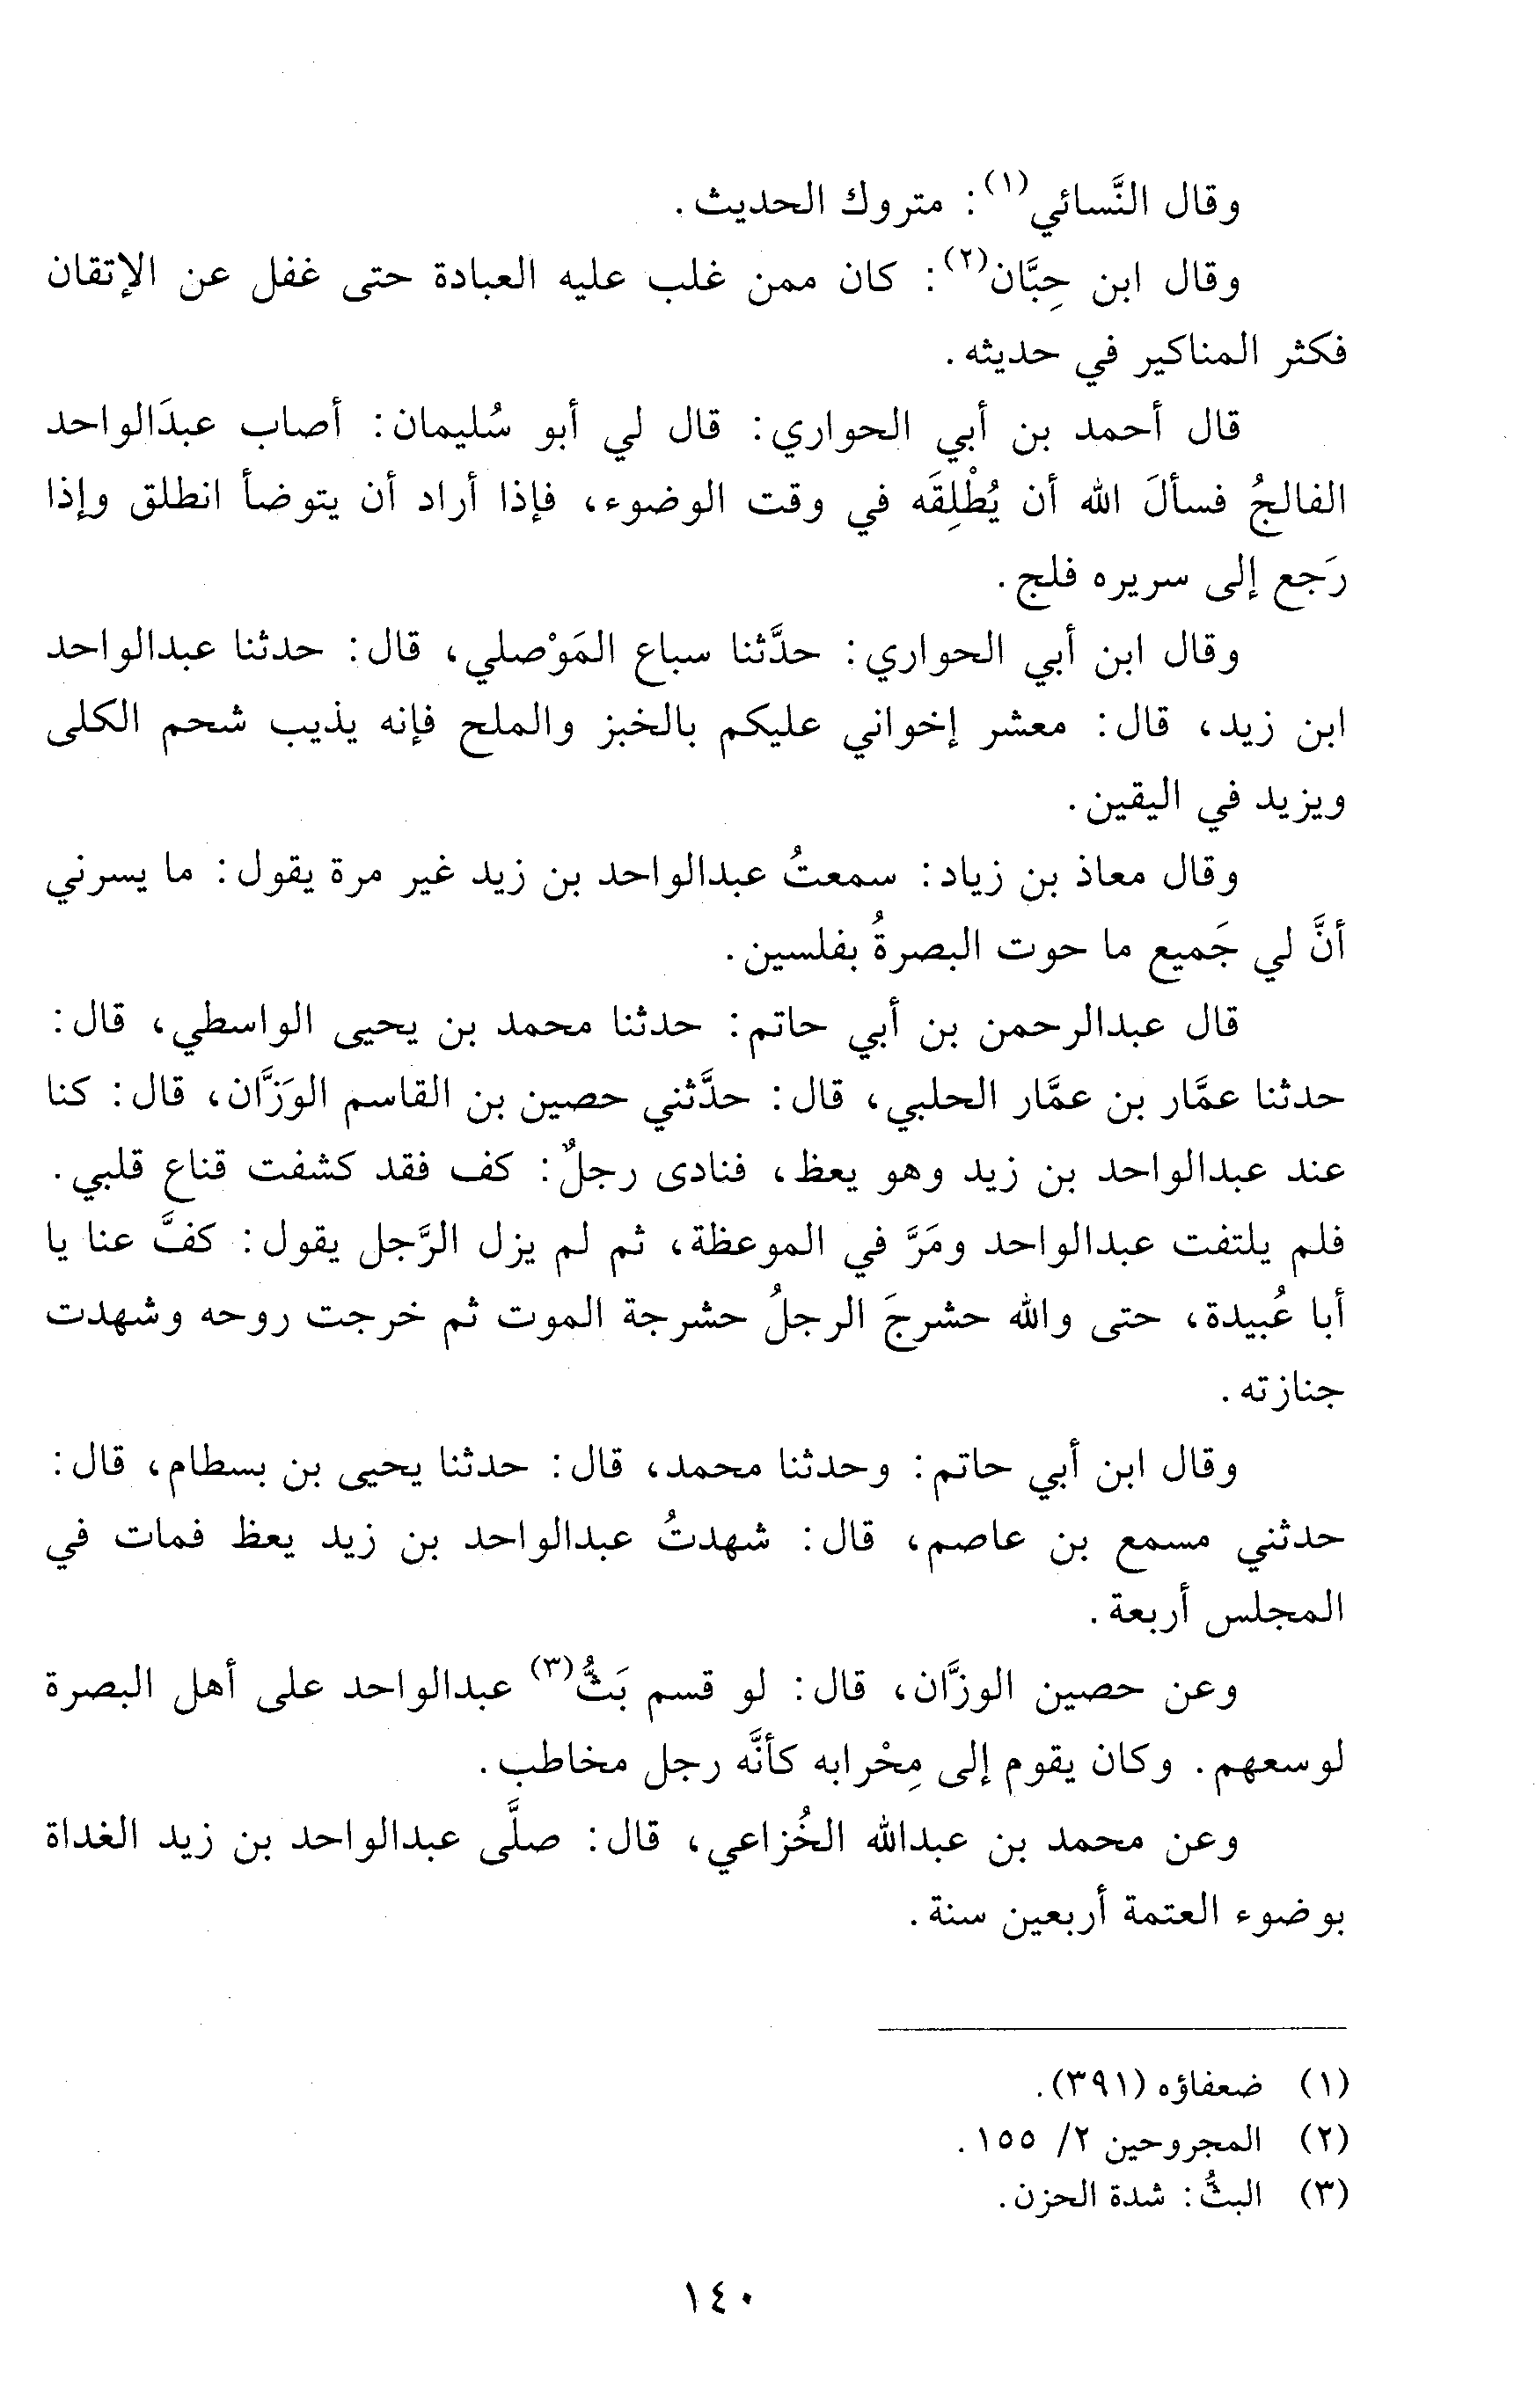 وقال النَّسائي(١): متروك الحديث.
وقال ابن حِبَّان(٢): كان ممن غلب عليه العبادة حتى غفل عن الإتقان
فكثر المناكير في حديثه.
قال أحمد بن أبي الحواري: قال لي أبو سُليمان: أصاب عبدَالواحد
الفالجُ فسألَ الله أن يُطْلِقَه في وقت الوضوء، فإذا أراد أن يتوضأ انطلق وإذا
رَجع إلى سريره فلج.
وقال ابن أبي الحواري: حدَّثنا سباع المَوْصلي، قال: حدثنا عبدالواحد
ابن زيد، قال: معشر إخواني عليكم بالخبز والملح فإنه يذيب شحم الكلى
ويزيد في اليقين.
وقال معاذ بن زياد: سمعتُ عبدالواحد بن زيد غير مرة يقول: ما يسرني
أنَّ لي جَميع ما حوت البصرةُ بفلسين.
قال عبدالرحمن بن أبي حاتم: حدثنا محمد بن يحيى الواسطي، قال:
حدثنا عمَّار بن عمَّار الحلبي، قال: حدَّثني حصين بن القاسم الوَزَّان، قال: كنا
عند عبدالواحد بن زيد وهو يعظ، فنادى رجلٌ: كف فقد كشفت قناع قلبي.
فلم يلتفت عبدالواحد ومَرَّ في الموعظة، ثم لم يزل الرَّجل يقول: كفَّ عنا يا
أبا عُبيدة، حتى والله حشرجَ الرجلُ حشرجة الموت ثم خرجت روحه وشهدت
جنازته.
وقال ابن أبي حاتم: وحدثنا محمد، قال: حدثنا يحيى بن بسطام، قال:
حدثني مسمع بن عاصم، قال: شهدتُ عبدالواحد بن زيد يعظ فمات في
المجلس أربعة.
وعن حصين الوزَّان، قال: لو قسم بَثُّ(٣) عبدالواحد على أهل البصرة
لوسعهم. وكان يقوم إلى مِحْرابه كأنَّه رجل مخاطب.
وعن محمد بن عبدالله الخُزاعي، قال: صلَّى عبدالواحد بن زيد الغداة
بوضوء العتمة أربعين سنة.
(١) ضعفاؤه (٣٩١).
(٢) المجروحين ٢/ ١٥٥.
(٣) البثُّ: شدة الحزن.
١٤٠